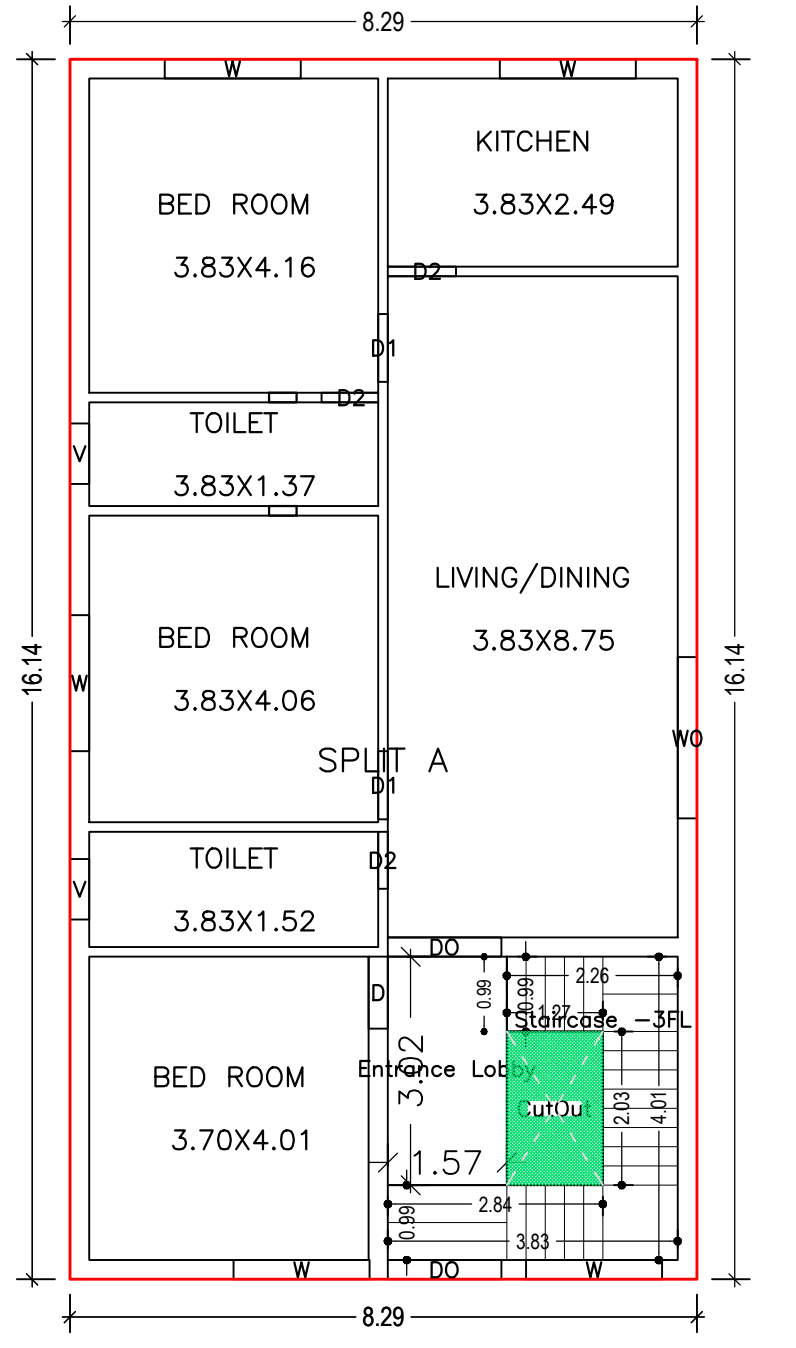 8.29
W
W
KITCHEN
3.83X2.49
BED ROOM
3.83X4.16
D2
D1
D2
TOILET
3.83X1.37
V
LIVING/DINING
3.83X8.75
BED ROOM
3.83X4.06
16.14
16.14
W
WO
SPLIT A
D1
TOILET
3.83X1.52
D2
V
DO
2.26
D
0.99
0.99
1.27
Staircase -3FL
3.02
Entrance Lobby
BED ROOM
3.70X4.01
CutOut
2.03
4.01
1.57
2.84
0.99
3.83
W
DO
W
8.29